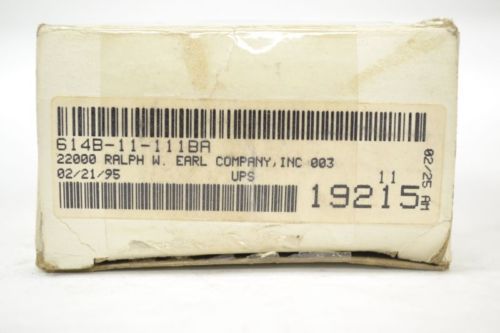 614B-11-111BA
22000 RALPH W. EARL COMPANY, INC 003
02/21/95 UPS 11
19215
02/25 AM